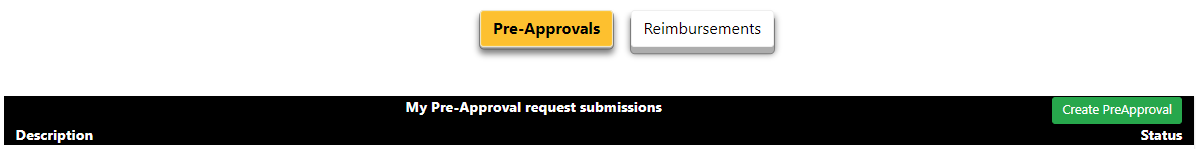 Pre-Approvals Reimbursements
My Pre-Approval request submissions Create PreApproval
Description Status